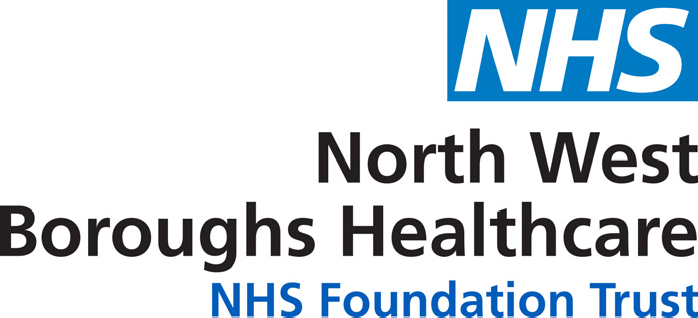 NHS
North West
Boroughs Healthcare
NHS Foundation Trust